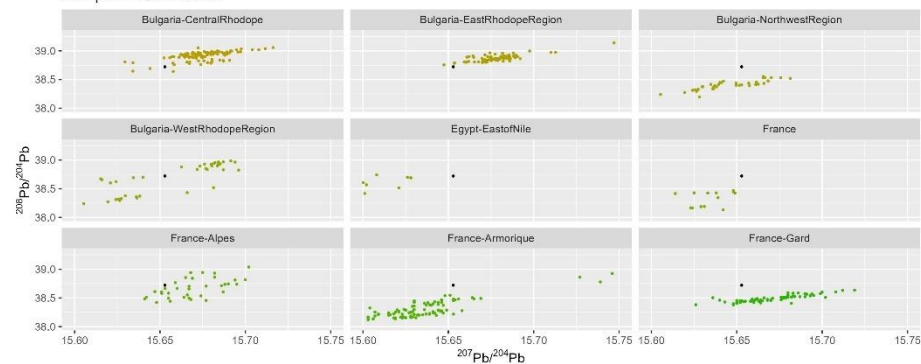 Bulgaria-CentralRhodope Bulgaria-EastRhodopeRegion Bulgaria-NorthwestRegion
39.0
38.5
38.0
Bulgaria-WestRhodopeRegion Egypt-EastofNile France
39.0
38.5
38.0
²⁰⁸Pb/²⁰⁴Pb
France-Alpes France-Armorique France-Gard
39.0
38.5
38.0
15.60 15.65 15.70 15.75 15.60 15.65 15.70 15.75 15.60 15.65 15.70 15.75
²⁰⁷Pb/²⁰⁴Pb